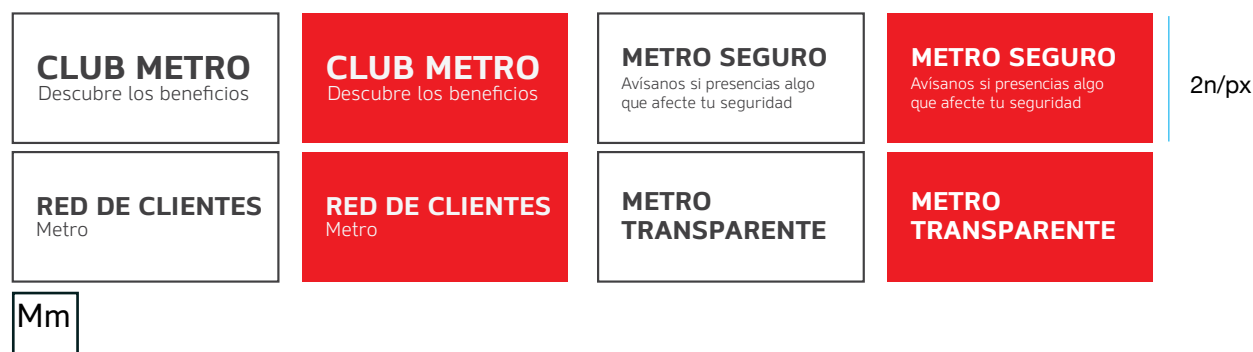 CLUB METRO
Descubre los beneficios
CLUB METRO
Descubre los beneficios
METRO SEGURO
Avísanos si presencias algo
que afecte tu seguridad
METRO SEGURO
Avísanos si presencias algo
que afecte tu seguridad
2n/px
RED DE CLIENTES
Metro
RED DE CLIENTES
Metro
METRO
TRANSPARENTE
METRO
TRANSPARENTE
Mm